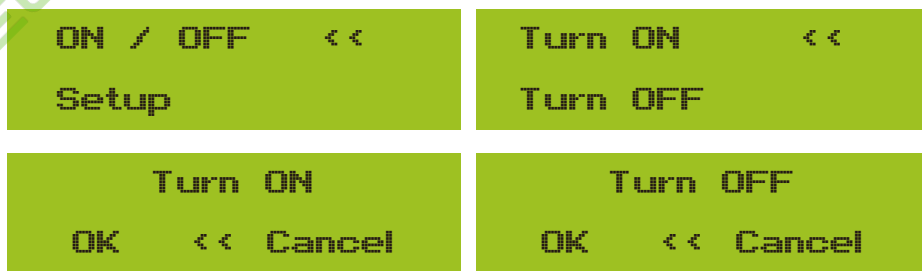 ON / OFF <<
Setup
Turn ON <<
Turn OFF
Turn ON
OK << Cancel
Turn OFF
OK << Cancel